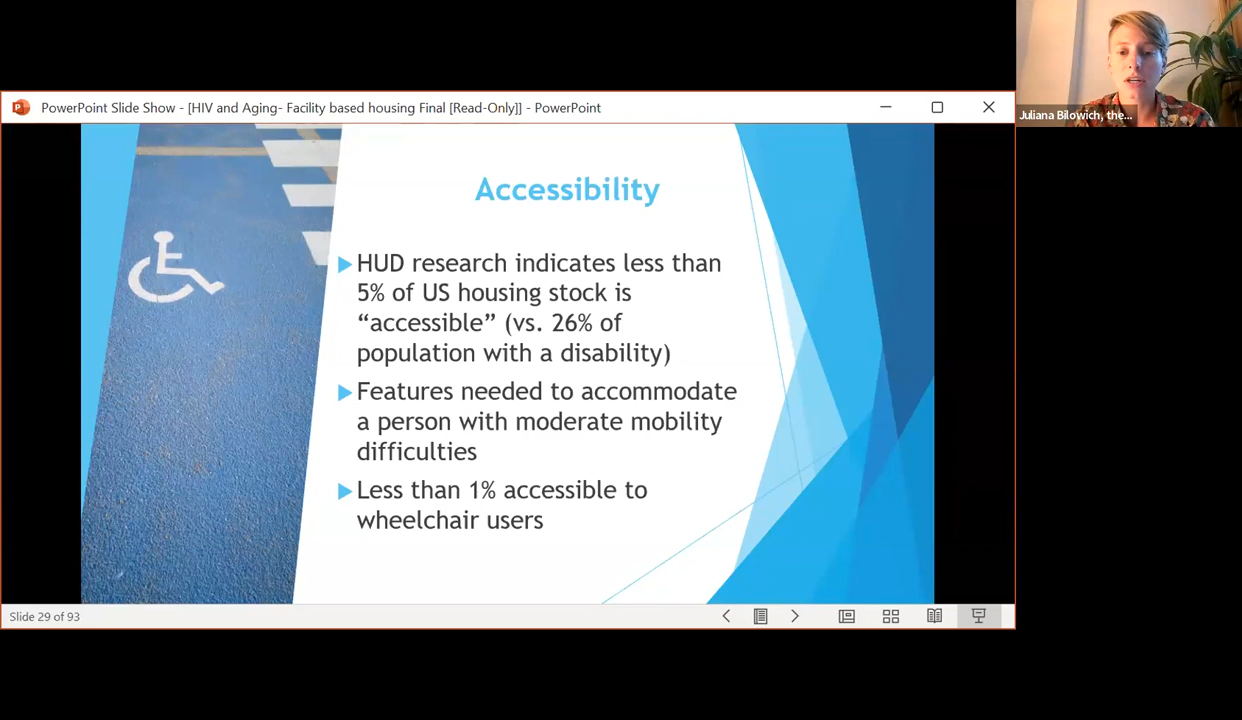 Juliana Bilowich, the...
PowerPoint Slide Show - [HIV and Aging- Facility based housing Final [Read-Only]] - PowerPoint
Accessibility
HUD research indicates less than
5% of US housing stock is
“accessible” (vs. 26% of
population with a disability)
Features needed to accommodate
a person with moderate mobility
difficulties
Less than 1% accessible to
wheelchair users
Slide 29 of 93